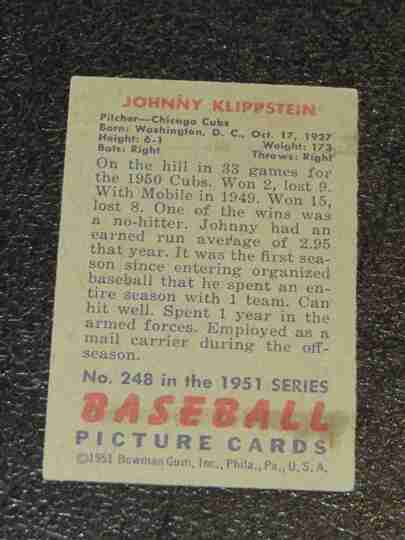 JOHNNY KLIPPSTEIN
Pitcher—Chicago Cubs
Born: Washington, D. C., Oct. 17, 1927
Height: 6-1 Weight: 173
Bats: Right Throws: Right
On the hill in 33 games for
the 1950 Cubs. Won 2, lost 9.
With Mobile in 1949. Won 15,
lost 8. One of the wins was
a no-hitter. Johnny had an
earned run average of 2.95
that year. It was the first sea-
son since entering organized
baseball that he spent an en-
tire season with 1 team. Can
hit well. Spent 1 year in the
armed forces. Employed as a
mail carrier during the off-
season.
No. 248 in the 1951 SERIES
BASEBALL
PICTURE CARDS
©1951 Bowman Gum, Inc., Phila., Pa., U. S. A.